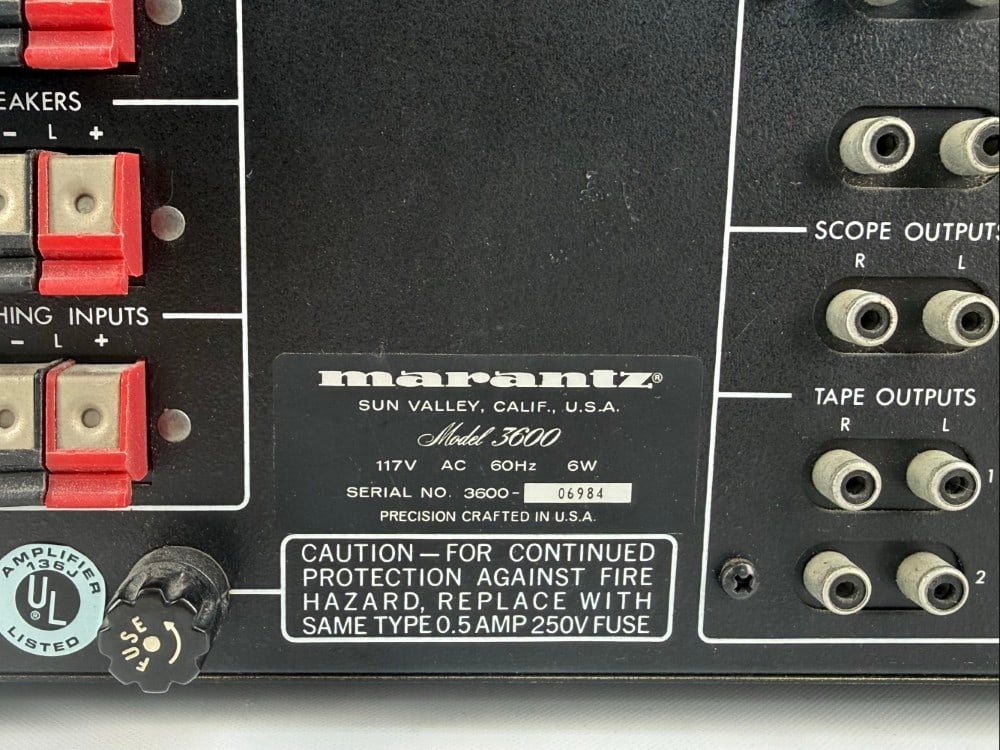 EAKERS
– L +
HING INPUTS
– L +
SCOPE OUTPUTS
R L
TAPE OUTPUTS
R L
1
2
marantz®
SUN VALLEY, CALIF., U.S.A.
Model 3600
117V AC 60Hz 6W
SERIAL NO. 3600- 06984
PRECISION CRAFTED IN U.S.A.
CAUTION — FOR CONTINUED
PROTECTION AGAINST FIRE
HAZARD, REPLACE WITH
SAME TYPE 0.5 AMP 250V FUSE
AMPLIFIER
136J
UL®
LISTED
FUSE